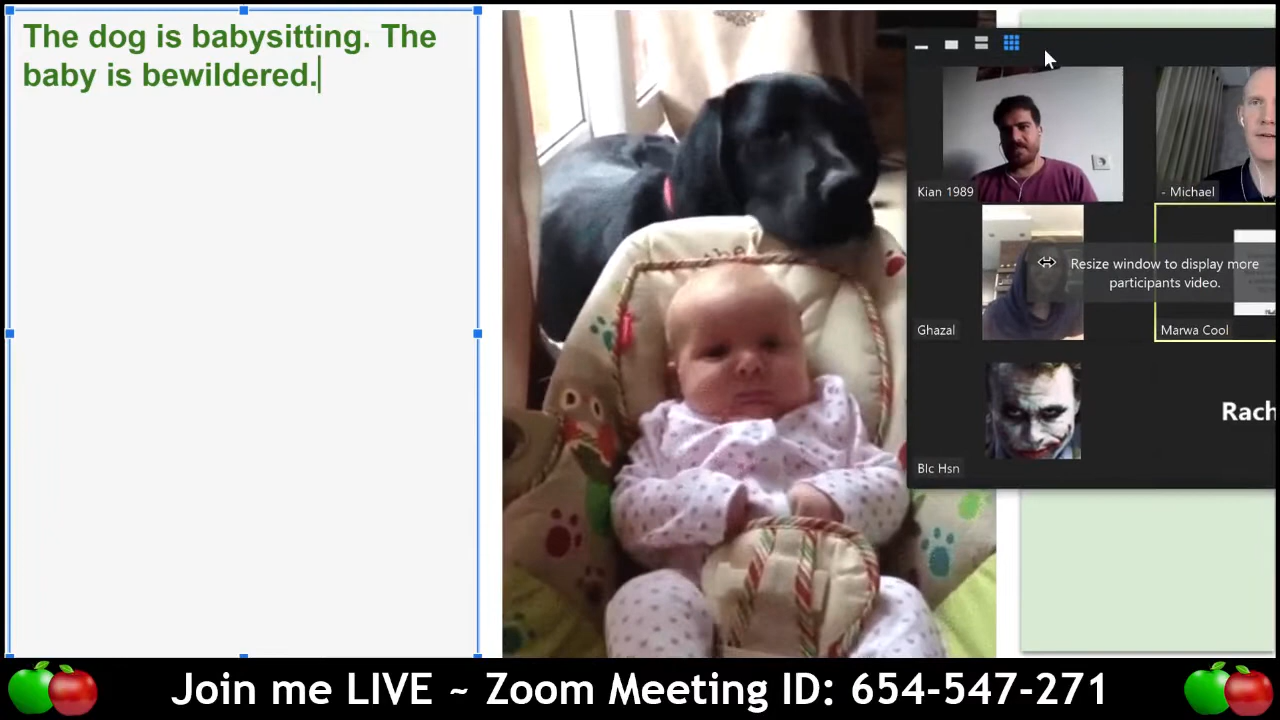 The dog is babysitting. The
baby is bewildered.
the
Kian 1989
- Michael
Resize window to display more
participants video.
Ghazal
Marwa Cool
Rach
Blc Hsn
Join me LIVE ~ Zoom Meeting ID: 654-547-271